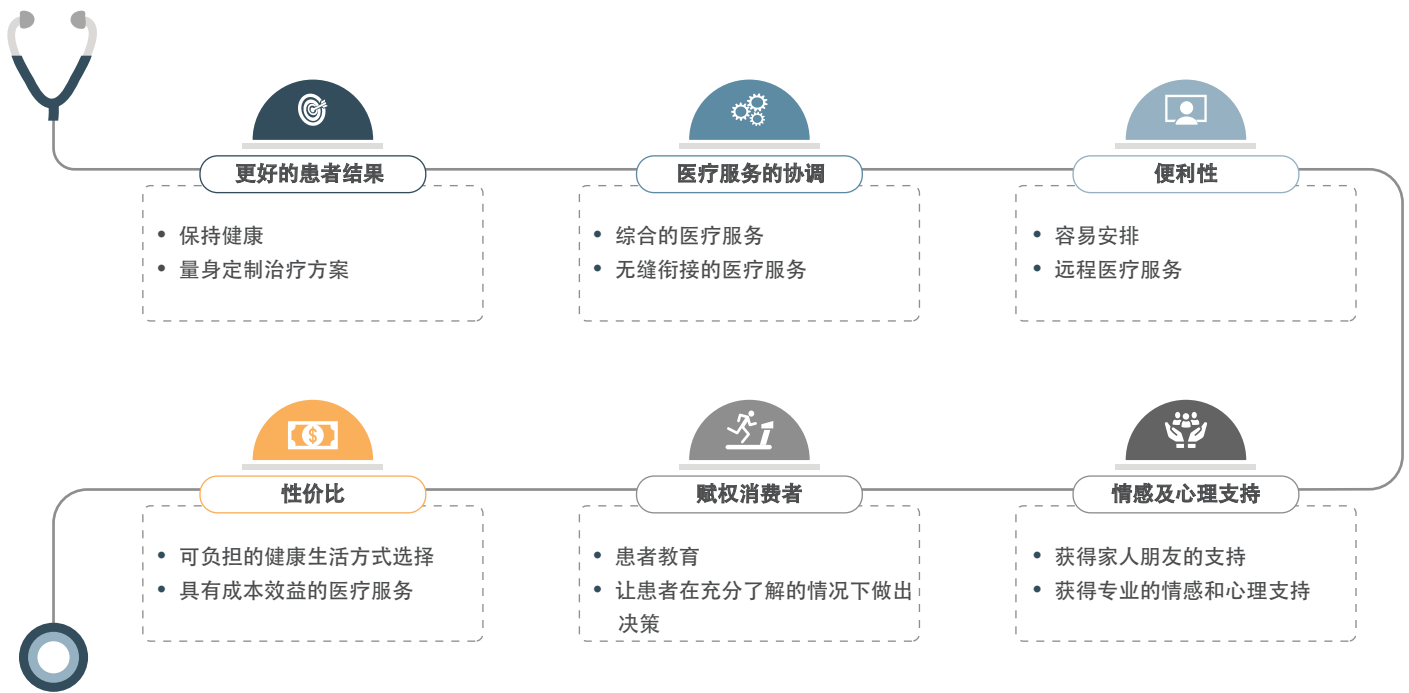 更好的患者结果
保持健康
量身定制治疗方案
医疗服务的协调
综合的医疗服务
无缝衔接的医疗服务
便利性
容易安排
远程医疗服务
性价比
可负担的健康生活方式选择
具有成本效益的医疗服务
赋权消费者
患者教育
让患者在充分了解的情况下做出
决策
情感及心理支持
获得家人朋友的支持
获得专业的情感和心理支持